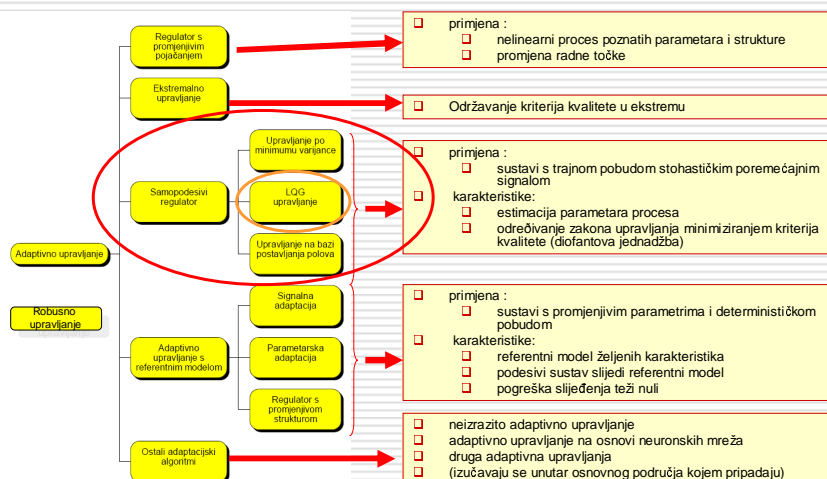 Regulator s
promjenjivim
pojačanjem
primjena :
nelinearni proces poznatih parametara i strukture
promjena radne točke
Ekstremalno
upravljanje
Održavanje kriterija kvalitete u ekstremu
Samopodesivi
regulator
Upravljanje po
minimumu varijance
LQG
upravljanje
Upravljanje na bazi
postavljanja polova
primjena :
sustavi s trajnom pobudom stohastičkim poremećajnim
signalom
karakteristike:
estimacija parametara procesa
određivanje zakona upravljanja minimiziranjem kriterija
kvalitete (diofantova jednadžba)
Adaptivno upravljanje
Robusno
upravljanje
Adaptivno
upravljanje s
referentnim modelom
Signalna
adaptacija
Parametarska
adaptacija
Regulator s
promjenjivom
strukturom
primjena :
sustavi s promjenjivim parametrima i determinističkom
pobudom
karakteristike:
referentni model željenih karakteristika
podesivi sustav slijedi referentni model
pogreška slijeđenja teži nuli
Ostali adaptacijski
algoritmi
neizrazito adaptivno upravljanje
adaptivno upravljanje na osnovi neuronskih mreža
druga adaptivna upravljanja
(izučavaju se unutar osnovnog područja kojem pripadaju)